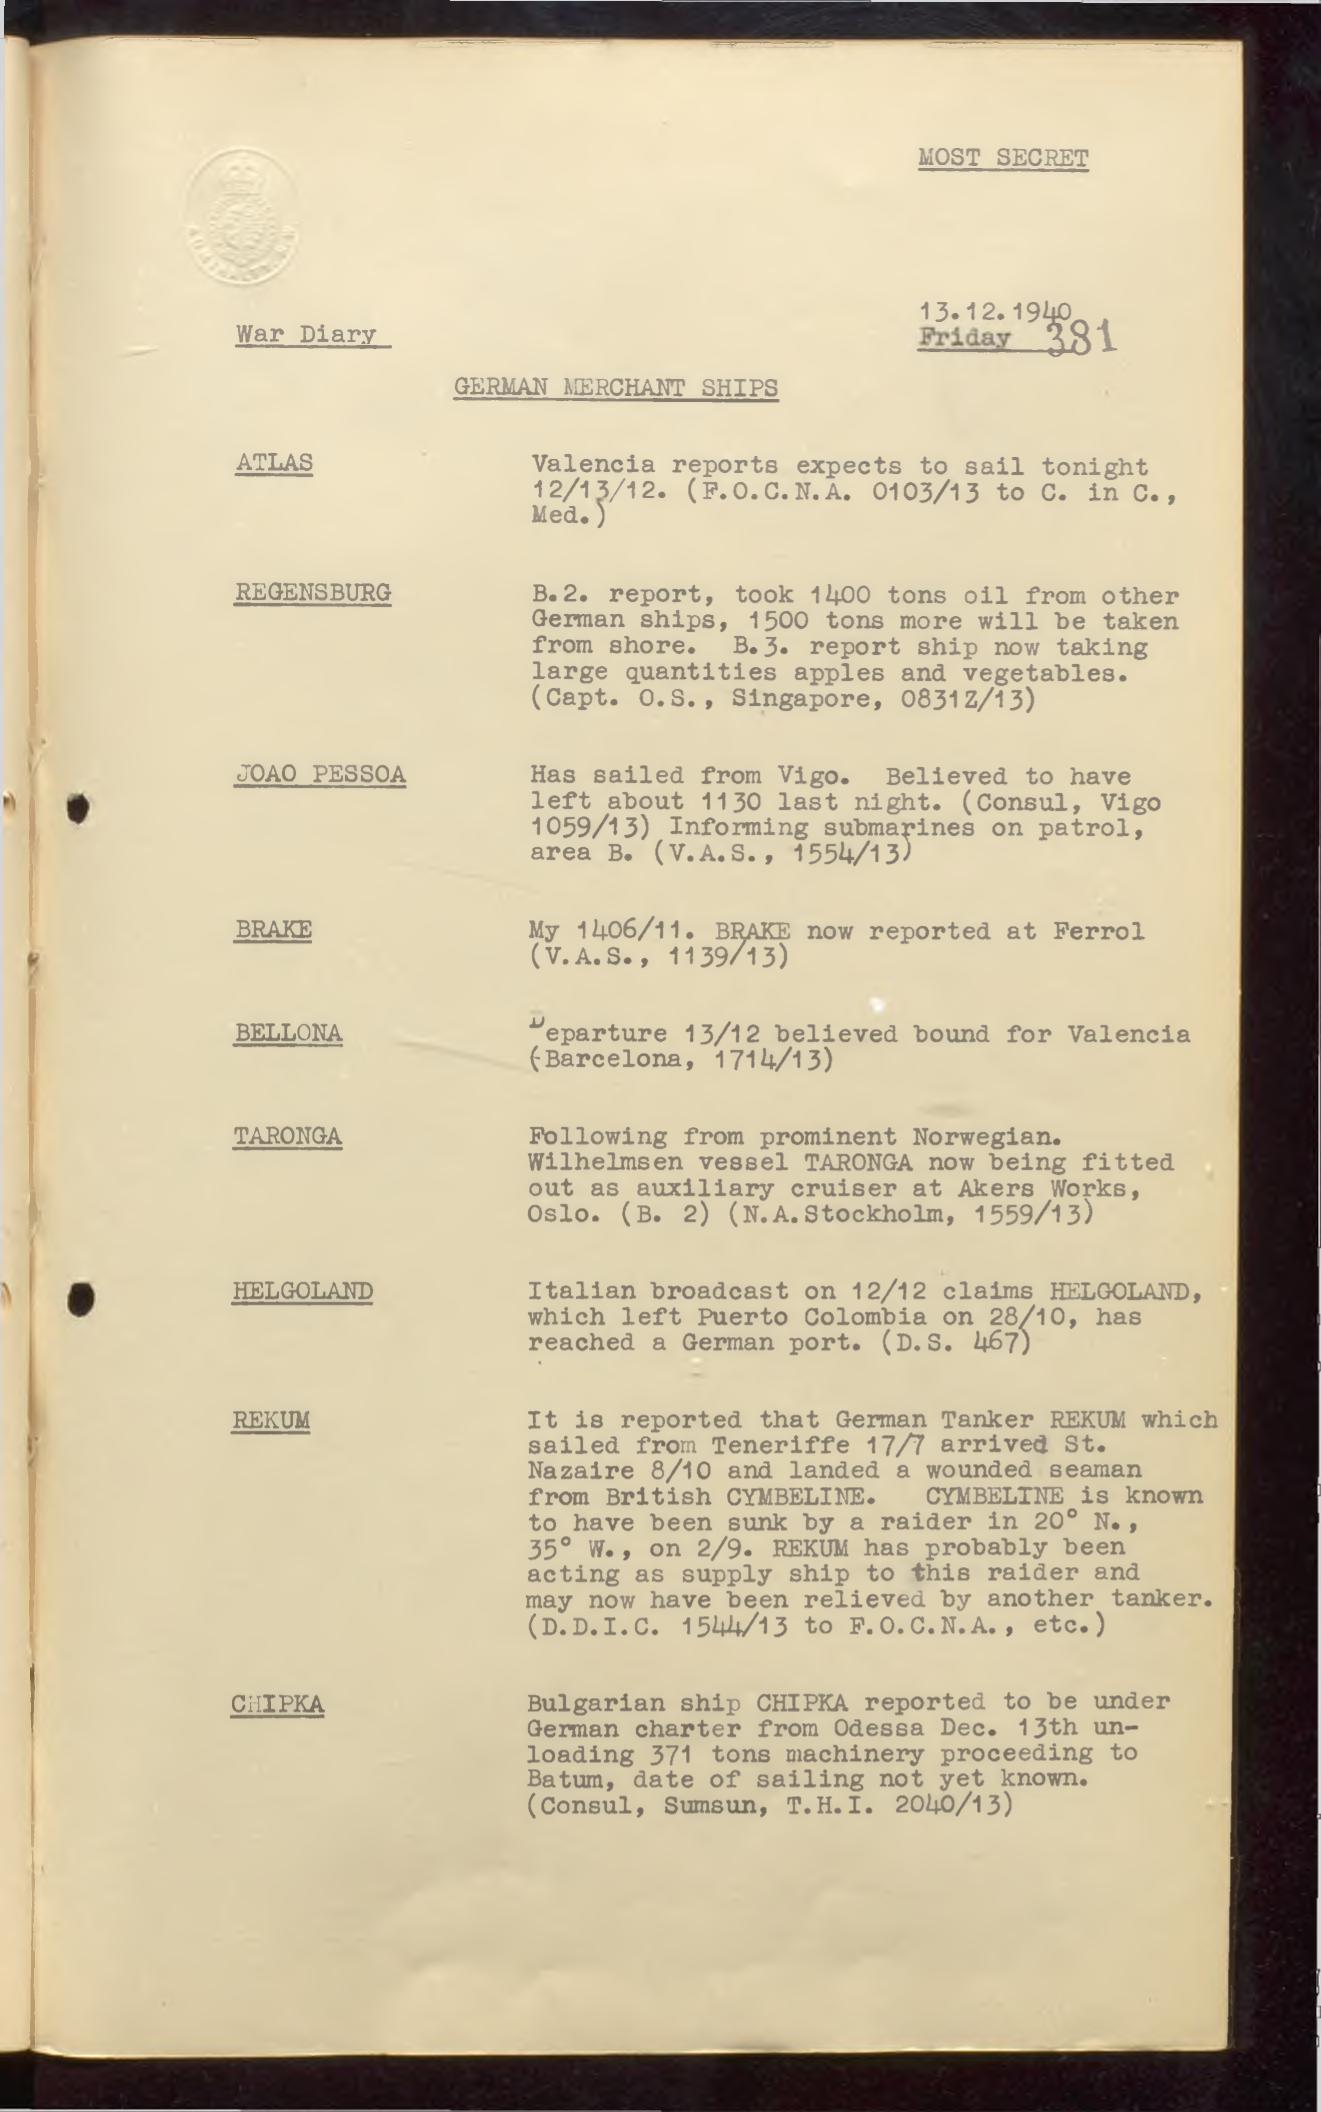 MOST SECRET
13.12.1940
War Diary
Friday 381
GERMAN MERCHANT SHIPS
ATLAS
Valencia reports expects to sail tonight
12/13/12. (F.O.C.N.A. 0103/13 to C. in C.,
Med.)
REGENSBURG
B.2. report, took 1400 tons oil from other
German ships, 1500 tons more will be taken
from shore. B.3. report ship now taking
large quantities apples and vegetables.
(Capt. O.S., Singapore, 0831Z/13)
JOAO PESSOA
Has sailed from Vigo. Believed to have
left about 1130 last night. (Consul, Vigo
1059/13) Informing submarines on patrol,
area B. (V.A.S., 1554/13)
BRAKE
My 1406/11. BRAKE now reported at Ferrol
(V.A.S., 1139/13)
BELLONA
Departure 13/12 believed bound for Valencia
(Barcelona, 1714/13)
TARONGA
Following from prominent Norwegian.
Wilhelmsen vessel TARONGA now being fitted
out as auxiliary cruiser at Akers Works,
Oslo. (B. 2) (N.A.Stockholm, 1559/13)
HELGOLAND
Italian broadcast on 12/12 claims HELGOLAND,
which left Puerto Colombia on 28/10, has
reached a German port. (D.S. 467)
REKUM
It is reported that German Tanker REKUM which
sailed from Teneriffe 17/7 arrived St.
Nazaire 8/10 and landed a wounded seaman
from British CYMBELINE. CYMBELINE is known
to have been sunk by a raider in 20° N.,
35° W., on 2/9. REKUM has probably been
acting as supply ship to this raider and
may now have been relieved by another tanker.
(D.D.I.C. 1544/13 to F.O.C.N.A., etc.)
CHIPKA
Bulgarian ship CHIPKA reported to be under
German charter from Odessa Dec. 13th un-
loading 371 tons machinery proceeding to
Batum, date of sailing not yet known.
(Consul, Sumsun, T.H.I. 2040/13)